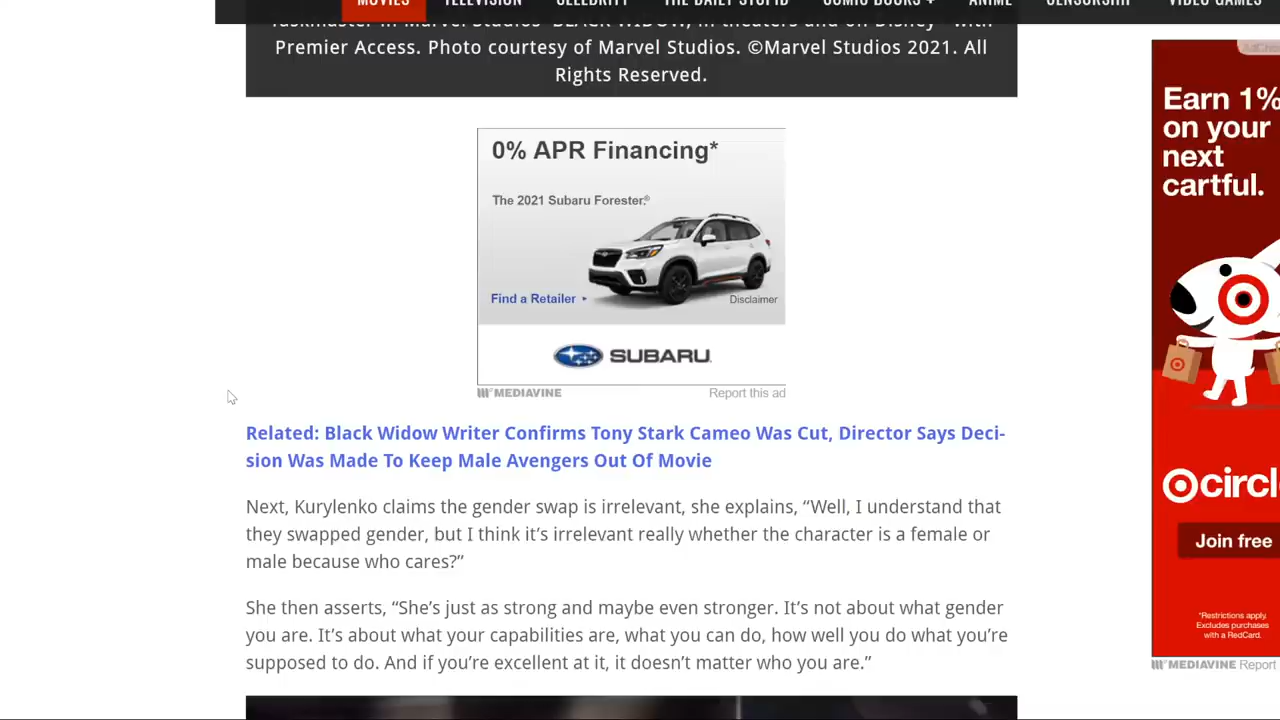 MOVIES TELEVISION CELEBRITY THE DAILY STUPID COMIC BOOKS + ANIME CENSORSHIP VIDEO GAMES
Taskmaster in Marvel Studios' BLACK WIDOW, in theaters and on Disney+ with
Premier Access. Photo courtesy of Marvel Studios. ©Marvel Studios 2021. All
Rights Reserved.
0% APR Financing*
The 2021 Subaru Forester.®
Find a Retailer
Disclaimer
SUBARU
MEDIAVINE
Report this ad
Related: Black Widow Writer Confirms Tony Stark Cameo Was Cut, Director Says Deci-
sion Was Made To Keep Male Avengers Out Of Movie
Next, Kurylenko claims the gender swap is irrelevant, she explains, “Well, I understand that
they swapped gender, but I think it’s irrelevant really whether the character is a female or
male because who cares?”
She then asserts, “She’s just as strong and maybe even stronger. It’s not about what gender
you are. It’s about what your capabilities are, what you can do, how well you do what you’re
supposed to do. And if you’re excellent at it, it doesn’t matter who you are.”
Earn 1%
on your
next
cartful.
circl
Join free
*Restrictions apply.
Excludes purchases
with a RedCard.
MEDIAVINE Report